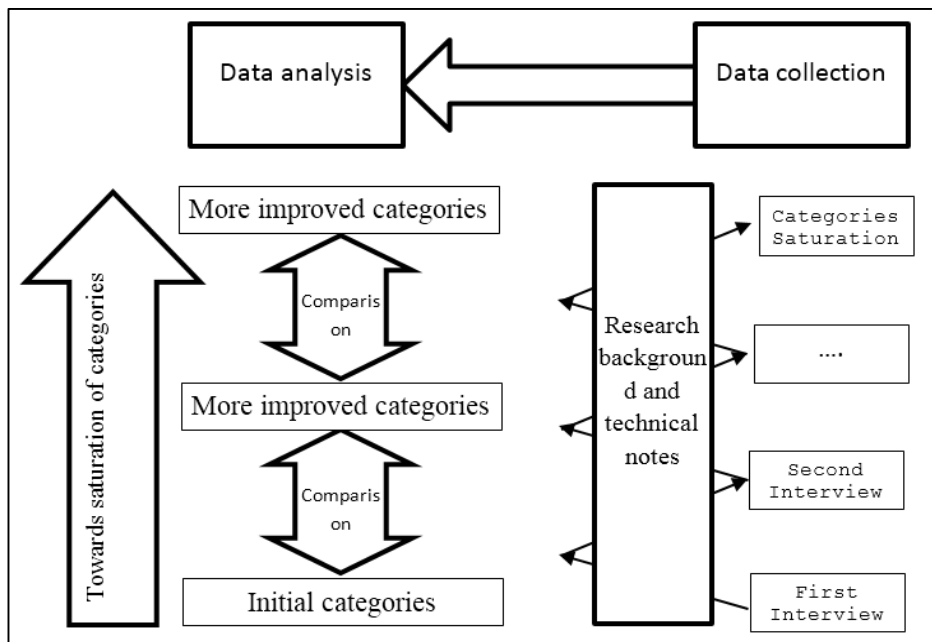 Data analysis
Data collection
Towards saturation of categories
More improved categories
Comparis
on
More improved categories
Comparis
on
Initial categories
Research
backgroun
d and
technical
notes
Categories
Saturation
….
Second
Interview
First
Interview